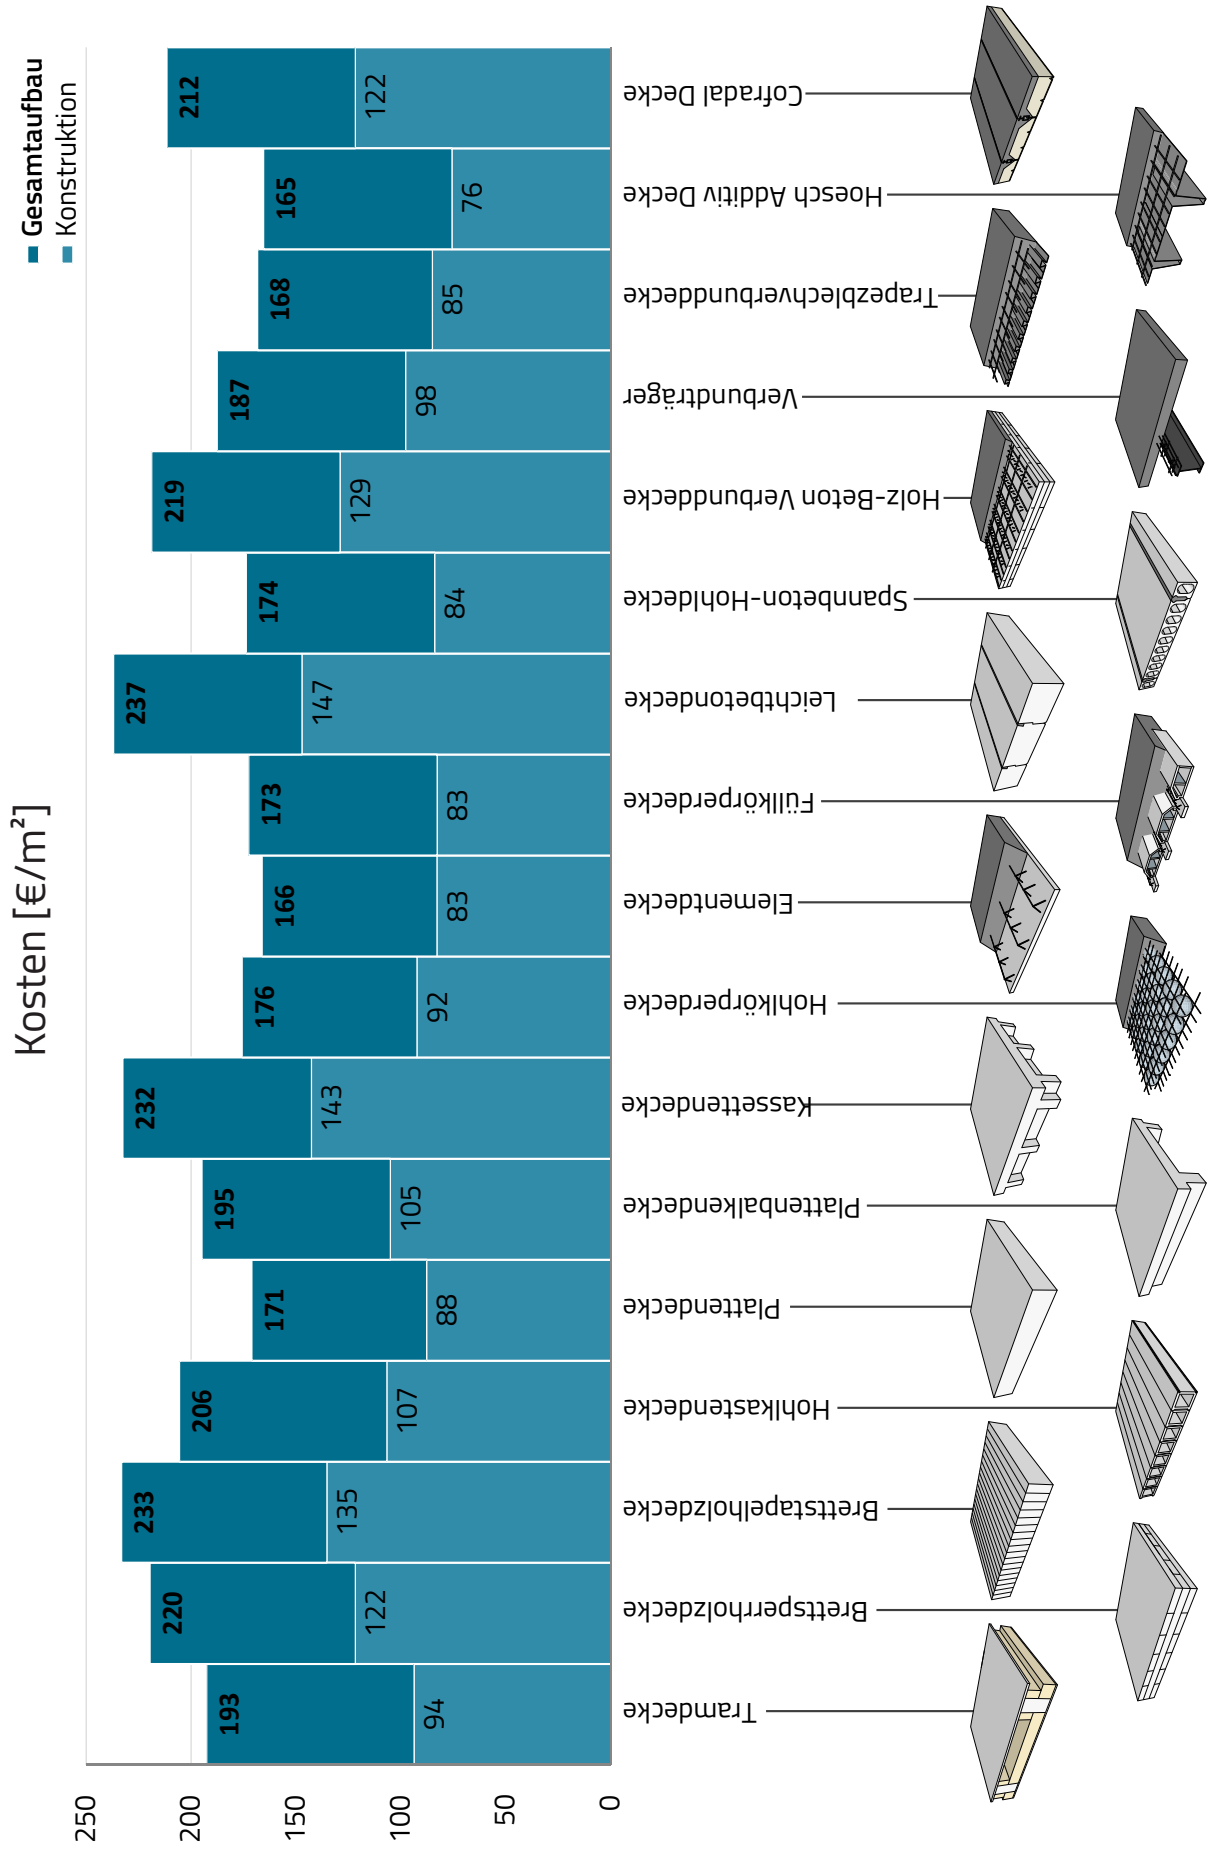 Kosten [€/m²]
Gesamtaufbau
Konstruktion
250
200
150
100
50
0
193
220
233
206
171
195
232
176
166
173
237
174
219
187
168
165
212
94
122
135
107
88
105
143
92
83
83
147
84
129
98
85
76
122
Tramdecke
Brettsperrholzdecke
Brettstapelholzdecke
Hohlkastendecke
Plattendecke
Plattenbalkendecke
Kassettendecke
Hohlkörperdecke
Elementdecke
Füllkörperdecke
Leichtbetondecke
Spannbeton-Hohldecke
Holz-Beton Verbunddecke
Verbundträger
Trapezblechverbunddecke
Hoesch Additiv Decke
Cofradal Decke